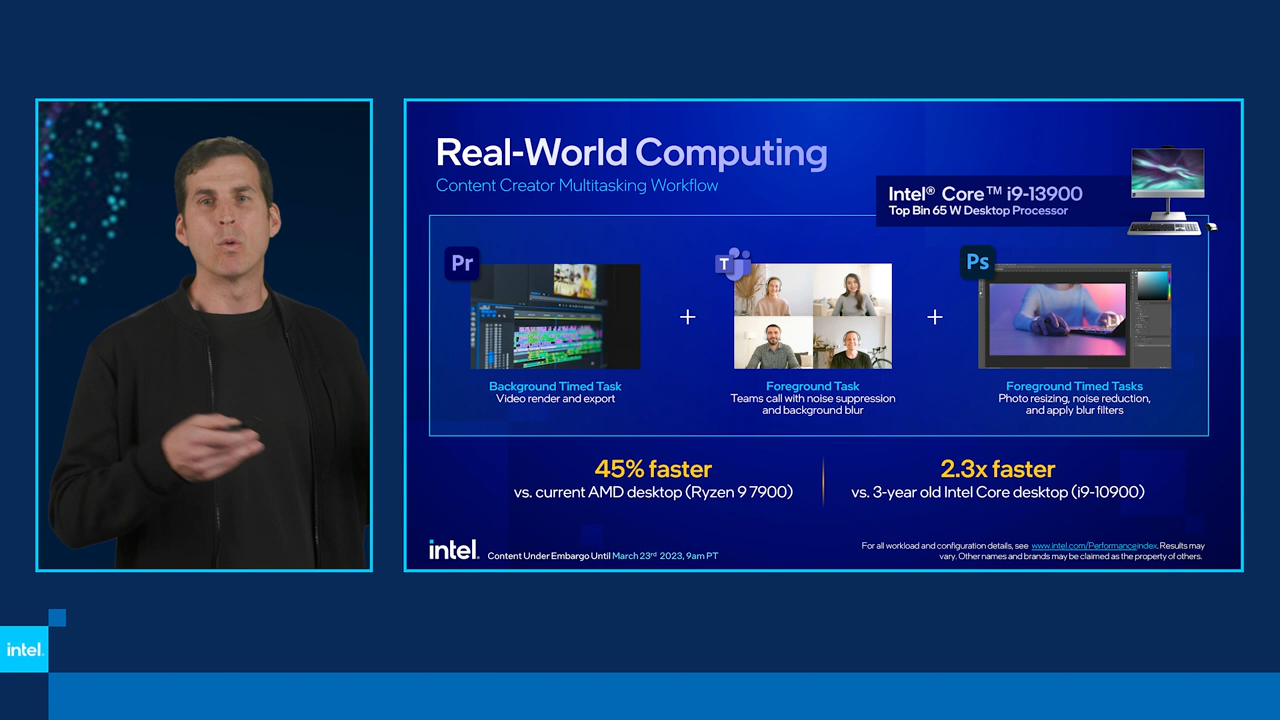 Real-World Computing
Content Creator Multitasking Workflow
Intel® Core™ i9-13900
Top Bin 65 W Desktop Processor
Pr
T
Ps
+
+
Background Timed Task
Video render and export
Foreground Task
Teams call with noise suppression
and background blur
Foreground Timed Tasks
Photo resizing, noise reduction,
and apply blur filters
45% faster
vs. current AMD desktop (Ryzen 9 7900)
2.3x faster
vs. 3-year old Intel Core desktop (i9-10900)
intel.
Content Under Embargo Until March 23rd 2023, 9am PT
For all workload and configuration details, see www.intel.com/PerformanceIndex. Results may
vary. Other names and brands may be claimed as the property of others.
intel.